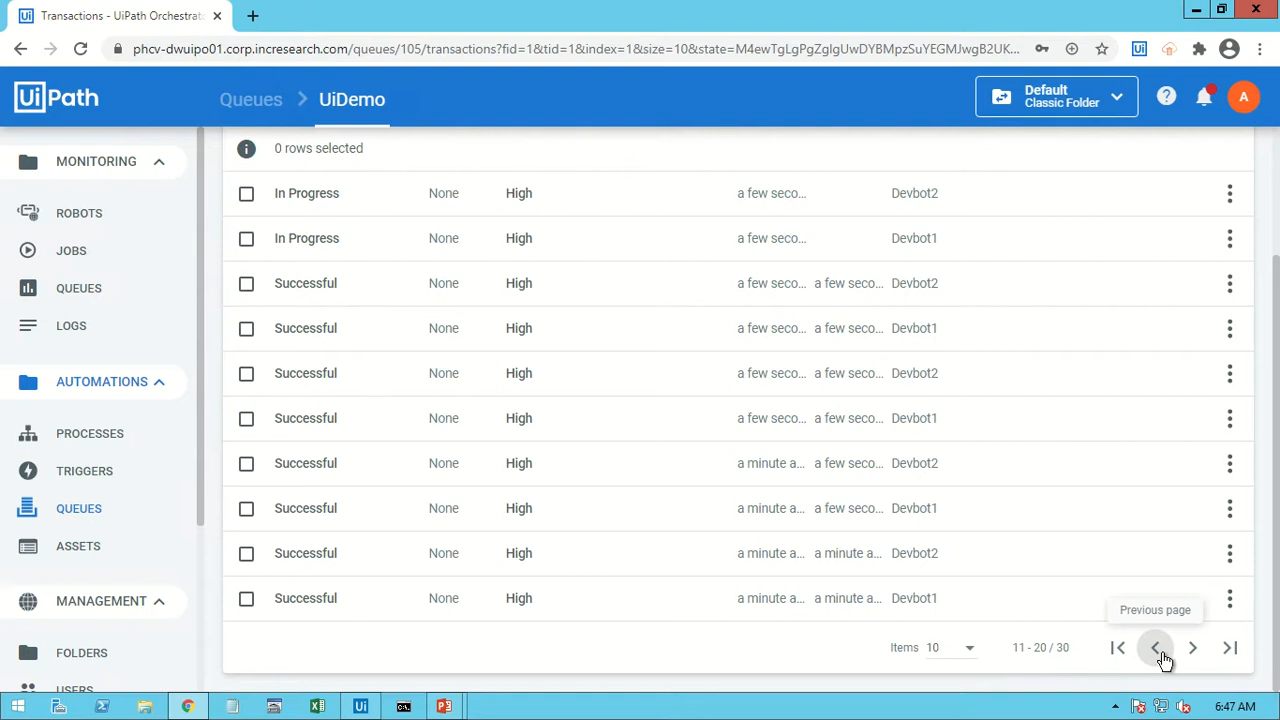 Ui Transactions - UiPath Orchestrat
phcv-dwuipo01.corp.incresearch.com/queues/105/transactions?fid=1&tid=1&index=1&size=10&state=M4ewTgLgPgZglgUwDYBMpzSuYEGMJwgB2UK... Ui
UiPath Queues UiDemo Default
Classic Folder A
MONITORING
ROBOTS
JOBS
QUEUES
LOGS
AUTOMATIONS
PROCESSES
TRIGGERS
QUEUES
ASSETS
MANAGEMENT
FOLDERS
USERS
0 rows selected
In Progress None High a few seco... Devbot2
In Progress None High a few seco... Devbot1
Successful None High a few seco... a few seco... Devbot2
Successful None High a few seco... a few seco... Devbot1
Successful None High a few seco... a few seco... Devbot2
Successful None High a few seco... a few seco... Devbot1
Successful None High a minute a... a few seco... Devbot2
Successful None High a minute a... a few seco... Devbot1
Successful None High a minute a... a minute a... Devbot2
Successful None High a minute a... a minute a... Devbot1
Previous page
Items 10 11 - 20 / 30
Ui 6:47 AM